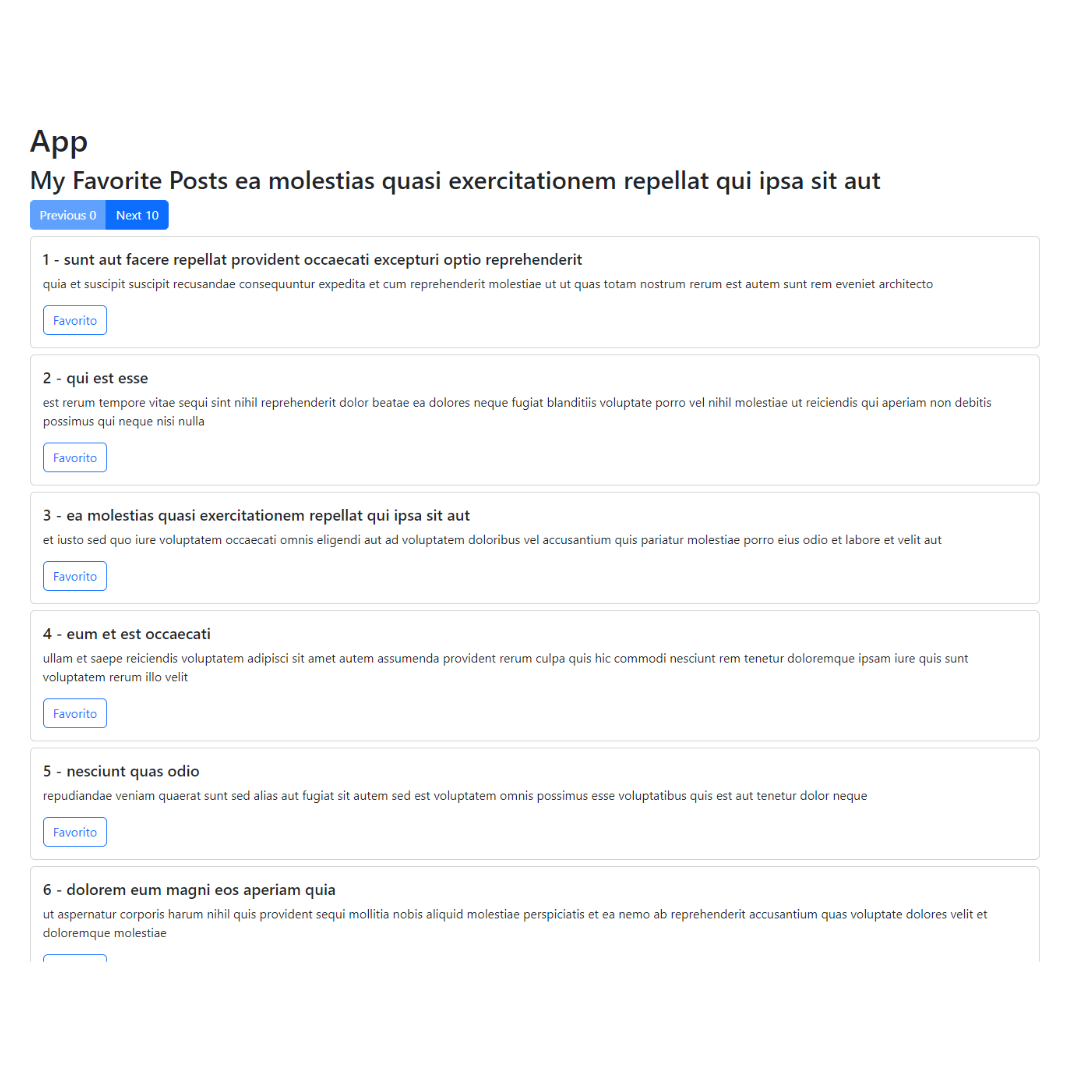 App
My Favorite Posts ea molestias quasi exercitationem repellat qui ipsa sit aut
Previous 0 Next 10
1 - sunt aut facere repellat provident occaecati excepturi optio reprehenderit
quia et suscipit suscipit recusandae consequuntur expedita et cum reprehenderit molestiae ut ut quas totam nostrum rerum est autem sunt rem eveniet architecto
Favorito
2 - qui est esse
est rerum tempore vitae sequi sint nihil reprehenderit dolor beatae ea dolores neque fugiat blanditiis voluptate porro vel nihil molestiae ut reiciendis qui aperiam non debitis
possimus qui neque nisi nulla
Favorito
3 - ea molestias quasi exercitationem repellat qui ipsa sit aut
et iusto sed quo iure voluptatem occaecati omnis eligendi aut ad voluptatem doloribus vel accusantium quis pariatur molestiae porro eius odio et labore et velit aut
Favorito
4 - eum et est occaecati
ullam et saepe reiciendis voluptatem adipisci sit amet autem assumenda provident rerum culpa quis hic commodi nesciunt rem tenetur doloremque ipsam iure quis sunt
voluptatem rerum illo velit
Favorito
5 - nesciunt quas odio
repudiandae veniam quaerat sunt sed alias aut fugiat sit autem sed est voluptatem omnis possimus esse voluptatibus quis est aut tenetur dolor neque
Favorito
6 - dolorem eum magni eos aperiam quia
ut aspernatur corporis harum nihil quis provident sequi mollitia nobis aliquid molestiae perspiciatis et ea nemo ab reprehenderit accusantium quas voluptate dolores velit et
doloremque molestiae